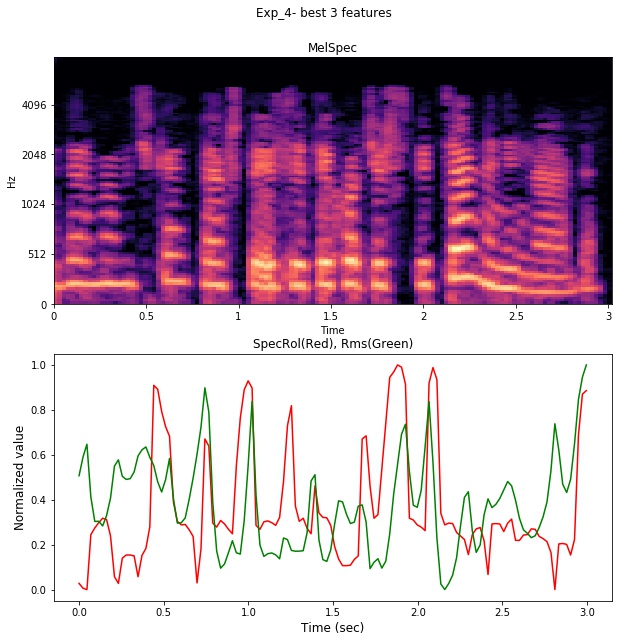 Exp_4- best 3 features
MelSpec
Hz
4096
2048
1024
512
0
0 0.5 1 1.5 2 2.5 3
Time
SpecRol(Red), Rms(Green)
Normalized value
1.0
0.8
0.6
0.4
0.2
0.0
0.0 0.5 1.0 1.5 2.0 2.5 3.0
Time (sec)